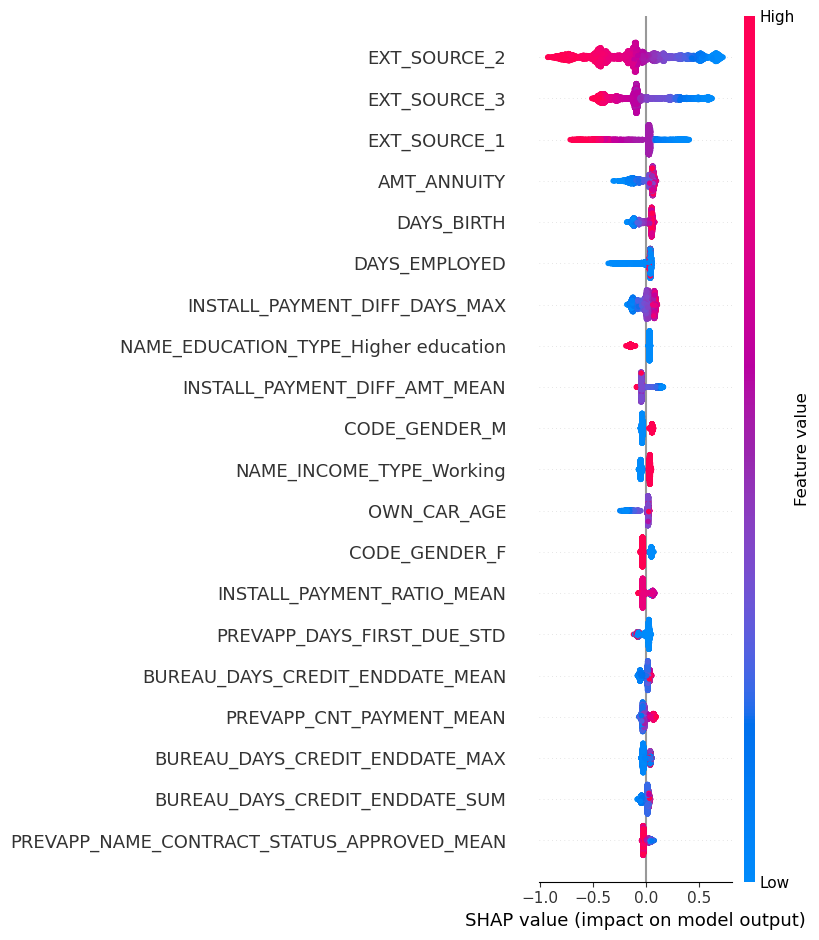 High
EXT_SOURCE_2
EXT_SOURCE_3
EXT_SOURCE_1
AMT_ANNUITY
DAYS_BIRTH
DAYS_EMPLOYED
INSTALL_PAYMENT_DIFF_DAYS_MAX
NAME_EDUCATION_TYPE_Higher education
INSTALL_PAYMENT_DIFF_AMT_MEAN
CODE_GENDER_M
NAME_INCOME_TYPE_Working
OWN_CAR_AGE
CODE_GENDER_F
INSTALL_PAYMENT_RATIO_MEAN
PREVAPP_DAYS_FIRST_DUE_STD
BUREAU_DAYS_CREDIT_ENDDATE_MEAN
PREVAPP_CNT_PAYMENT_MEAN
BUREAU_DAYS_CREDIT_ENDDATE_MAX
BUREAU_DAYS_CREDIT_ENDDATE_SUM
PREVAPP_NAME_CONTRACT_STATUS_APPROVED_MEAN
Feature value
Low
−1.0 −0.5 0.0 0.5
SHAP value (impact on model output)